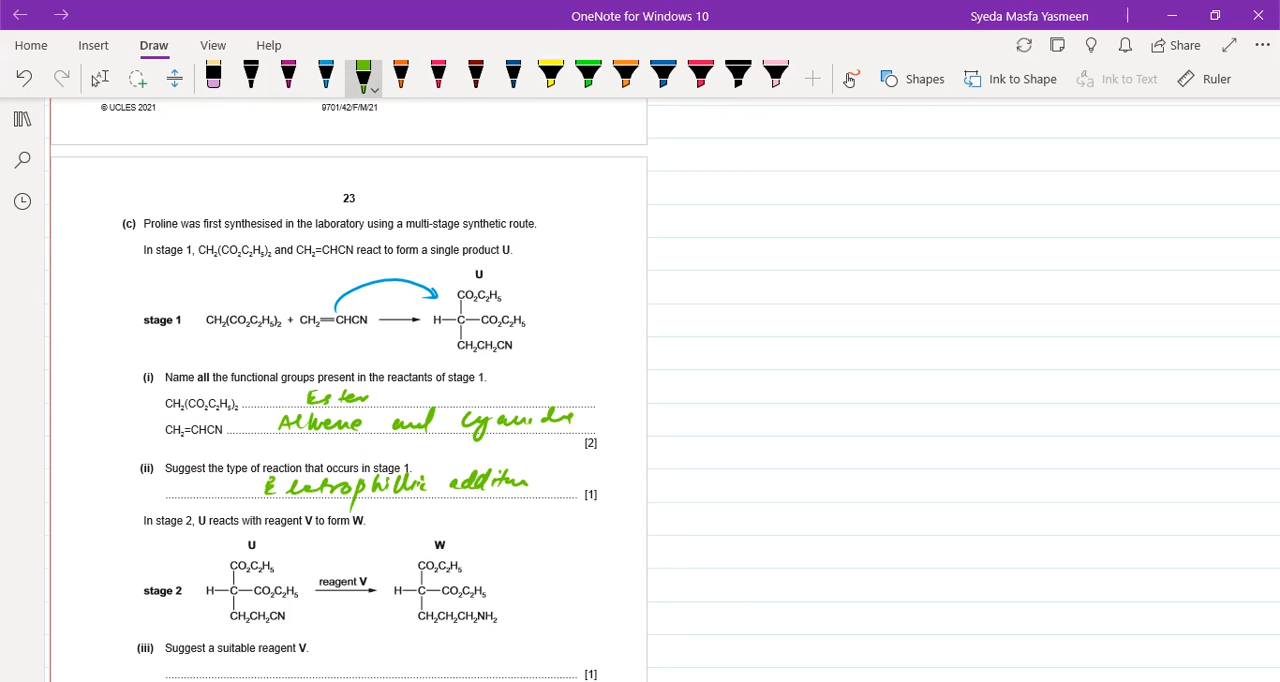 OneNote for Windows 10
Syeda Masfa Yasmeen
Home Insert Draw View Help
Share
Shapes Ink to Shape Ink to Text Ruler
© UCLES 2021 9701/42/F/M/21
23
(c) Proline was first synthesised in the laboratory using a multi-stage synthetic route.
In stage 1, CH₂(CO₂C₂H₅)₂ and CH₂=CHCN react to form a single product U.
U
CO₂C₂H₅
stage 1 CH₂(CO₂C₂H₅)₂ + CH₂=CHCN → H—C—CO₂C₂H₅
CH₂CH₂CN
(i) Name all the functional groups present in the reactants of stage 1.
CH₂(CO₂C₂H₅)₂ Ester
CH₂=CHCN Alkene and Cyanide
[2]
(ii) Suggest the type of reaction that occurs in stage 1.
Electrophillic addition [1]
In stage 2, U reacts with reagent V to form W.
U W
CO₂C₂H₅ CO₂C₂H₅
stage 2 H—C—CO₂C₂H₅ reagent V H—C—CO₂C₂H₅
CH₂CH₂CN CH₂CH₂CH₂NH₂
(iii) Suggest a suitable reagent V.
[1]